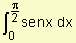 ∫₀^(π/2) senx dx